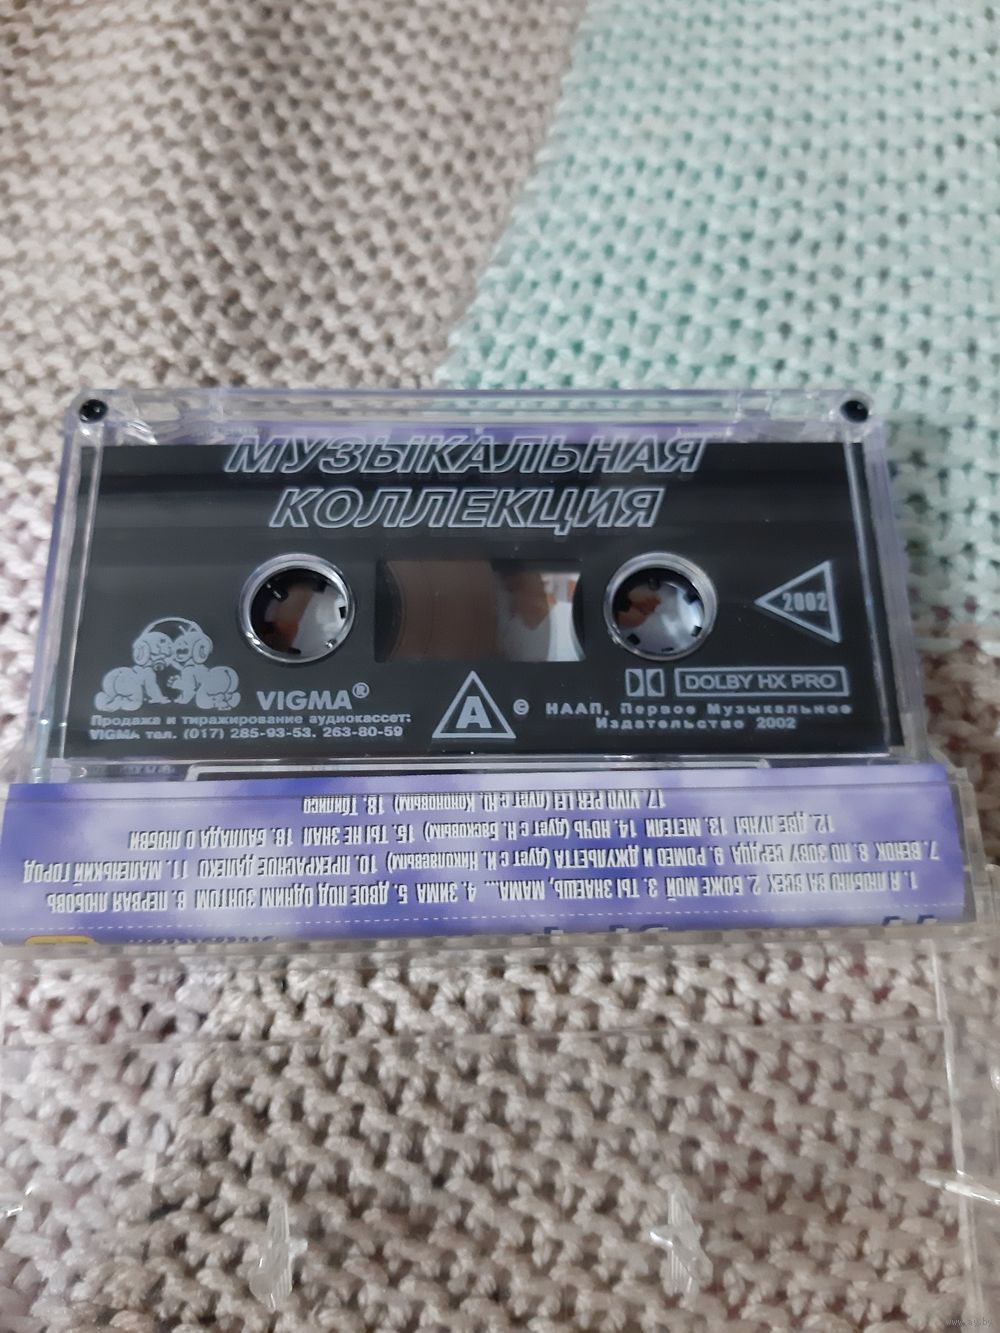 МУЗЫКАЛЬНАЯ
КОЛЛЕКЦИЯ
2002
VIGMA®
Продажа и тиражирование аудиокассет:
VIGMA тел. (017) 285-93-53, 263-80-59
A
DOLBY HX PRO
© НААП, Первое Музыкальное
Издательство 2002
1. Я ЛЮБЛЮ ВАС ВСЕХ 2. БОЖЕ МОЙ 3. ТЫ ЗНАЕШЬ, МАМА... 4. ЗИМА 5. ДВОЕ ПОД ОДНИМ ЗОНТОМ 6. ПЕРВАЯ ЛЮБОВЬ
7. ВЕНОК 8. ПО ЗОВУ СЕРДЦА 9. РОМЕО И ДЖУЛЬЕТТА (дуэт с И. Николаевым) 10. ПРЕКРАСНОЕ ДАЛЕКО 11. МАЛЕНЬКИЙ ГОРОД
12. ДВЕ ЛУНЫ 13. МЕТЕЛИ 14. НОЧЬ (дуэт с Н. Басковым) 15. ТЫ НЕ ЗНАЛ 16. БАЛЛАДА О ЛЮБВИ
17. VIVO PER LEI (дуэт с Ю. Кононовым) 18. Тбилисо
www.ay.by